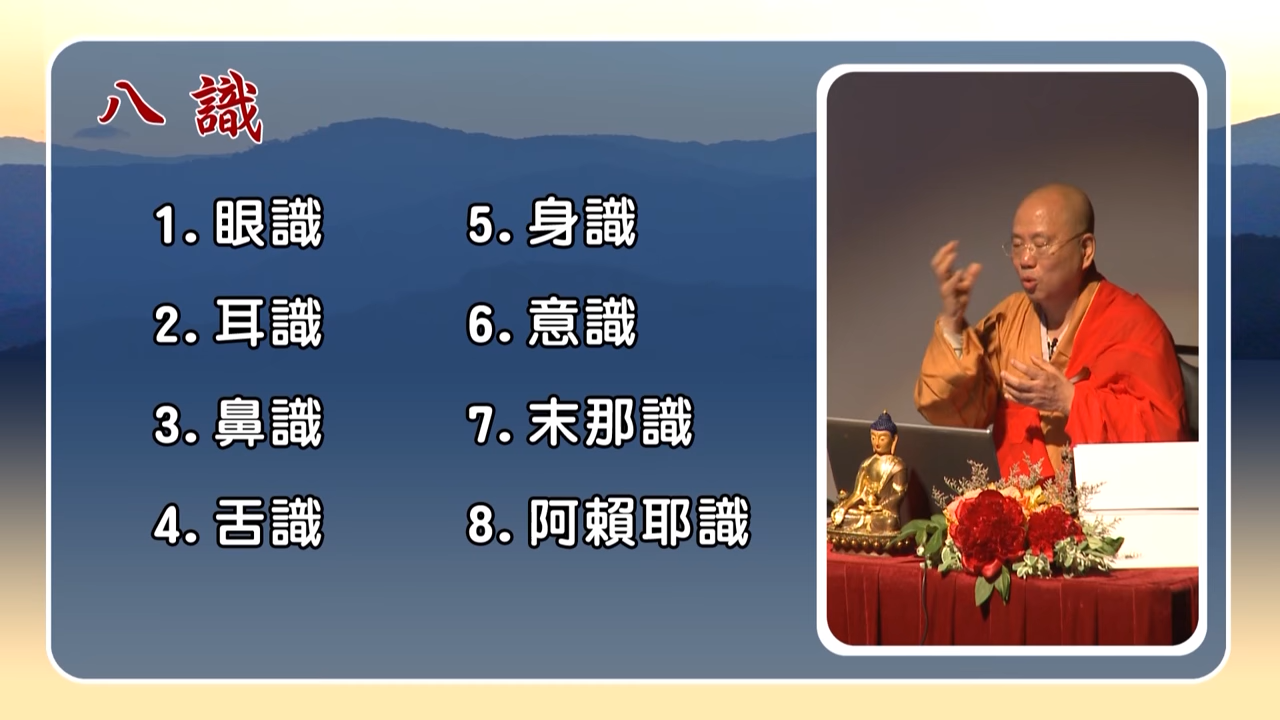 八識
1. 眼識
2. 耳識
3. 鼻識
4. 舌識
5. 身識
6. 意識
7. 末那識
8. 阿賴耶識